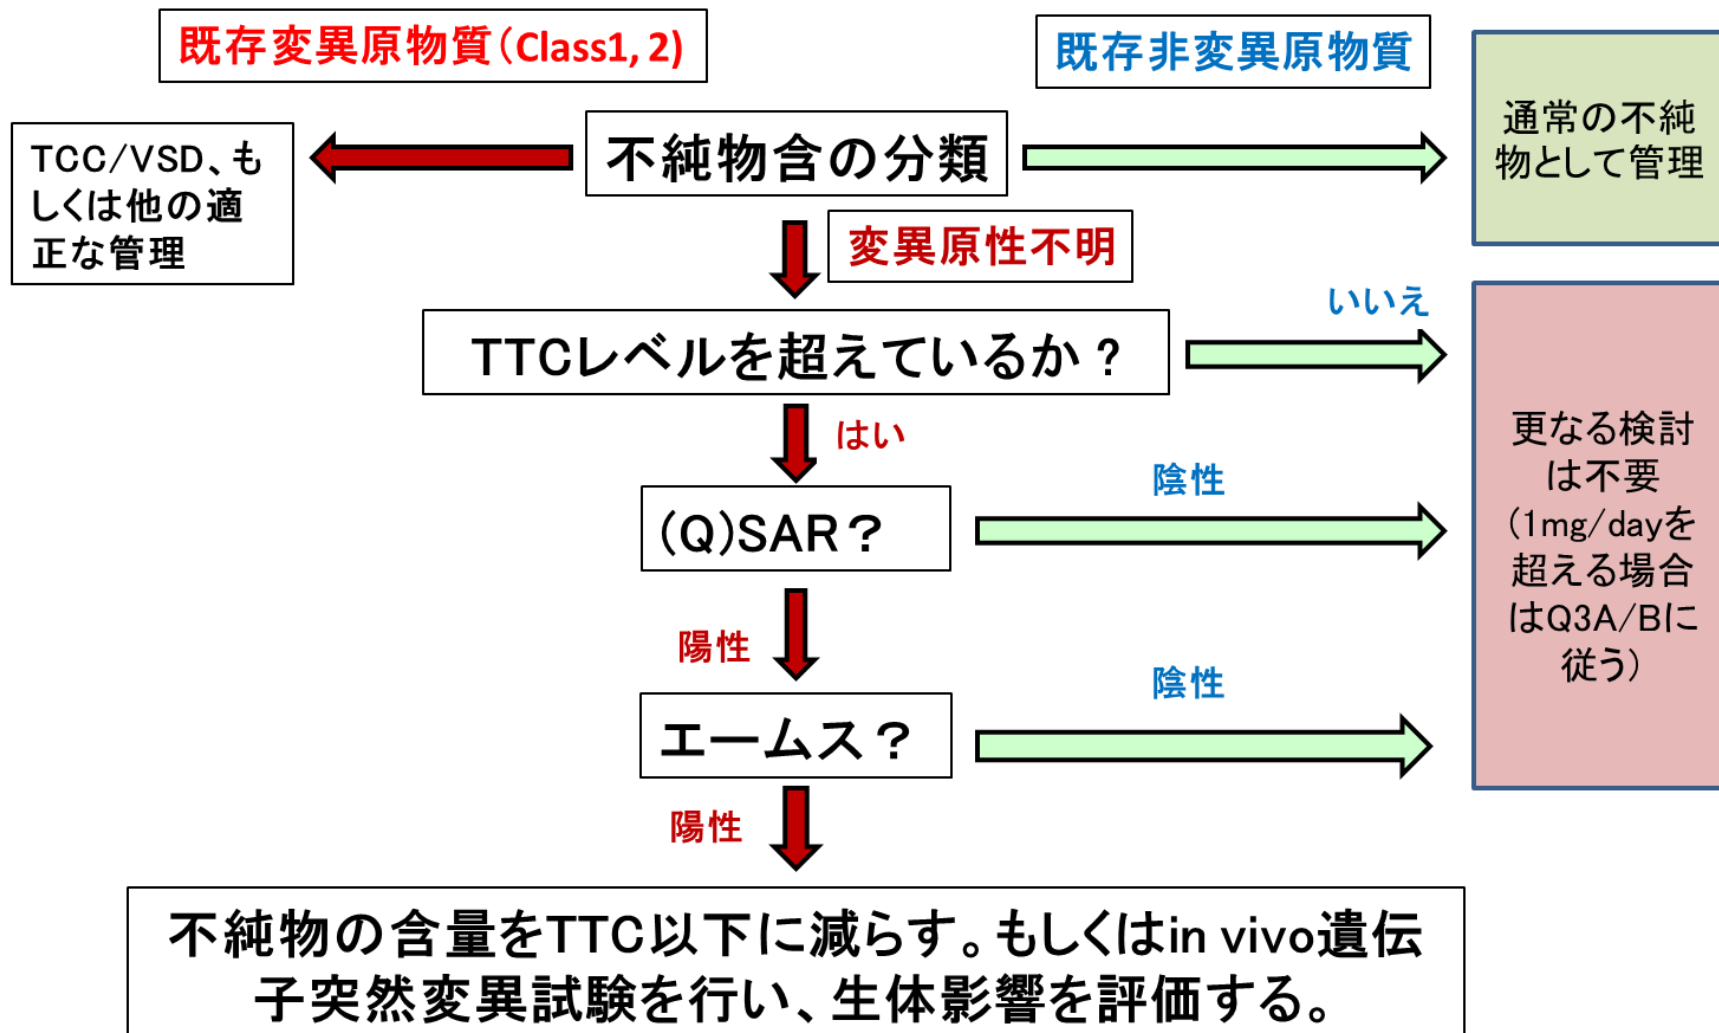 既存変異原物質(Class1, 2)
既存非変異原物質
TCC/VSD、も
しくは他の適
正な管理
不純物含の分類
通常の不純
物として管理
変異原性不明
TTCレベルを超えているか?
いいえ
はい
(Q)SAR?
陰性
更なる検討
は不要
(1mg/dayを
超える場合
はQ3A/Bに
従う)
陽性
エームス?
陰性
陽性
不純物の含量をTTC以下に減らす。もしくはin vivo遺伝
子突然変異試験を行い、生体影響を評価する。